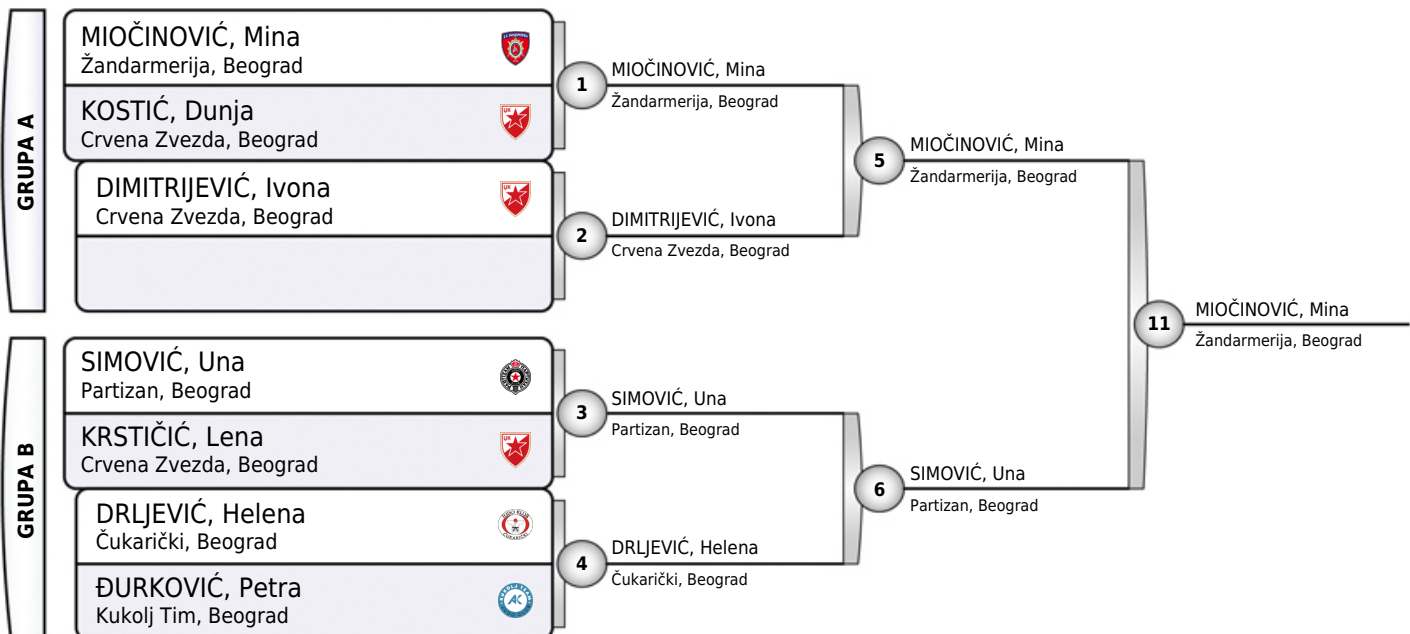 GRUPA A
MIOČINOVIĆ, Mina
Žandarmerija, Beograd
KOSTIĆ, Dunja
Crvena Zvezda, Beograd
DIMITRIJEVIĆ, Ivona
Crvena Zvezda, Beograd
1
MIOČINOVIĆ, Mina
Žandarmerija, Beograd
2
DIMITRIJEVIĆ, Ivona
Crvena Zvezda, Beograd
5
MIOČINOVIĆ, Mina
Žandarmerija, Beograd
GRUPA B
SIMOVIĆ, Una
Partizan, Beograd
KRSTIČIĆ, Lena
Crvena Zvezda, Beograd
DRLJEVIĆ, Helena
Čukarički, Beograd
ĐURKOVIĆ, Petra
Kukolj Tim, Beograd
3
SIMOVIĆ, Una
Partizan, Beograd
4
DRLJEVIĆ, Helena
Čukarički, Beograd
6
SIMOVIĆ, Una
Partizan, Beograd
11
MIOČINOVIĆ, Mina
Žandarmerija, Beograd